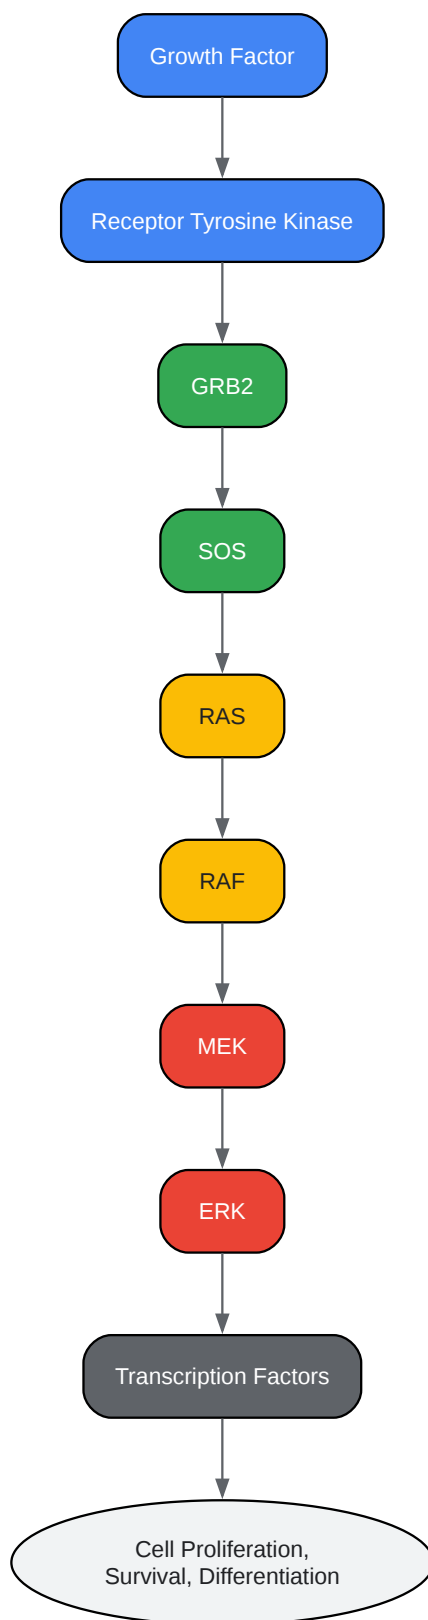 Growth Factor
Receptor Tyrosine Kinase
GRB2
SOS
RAS
RAF
MEK
ERK
Transcription Factors
Cell Proliferation,
Survival, Differentiation